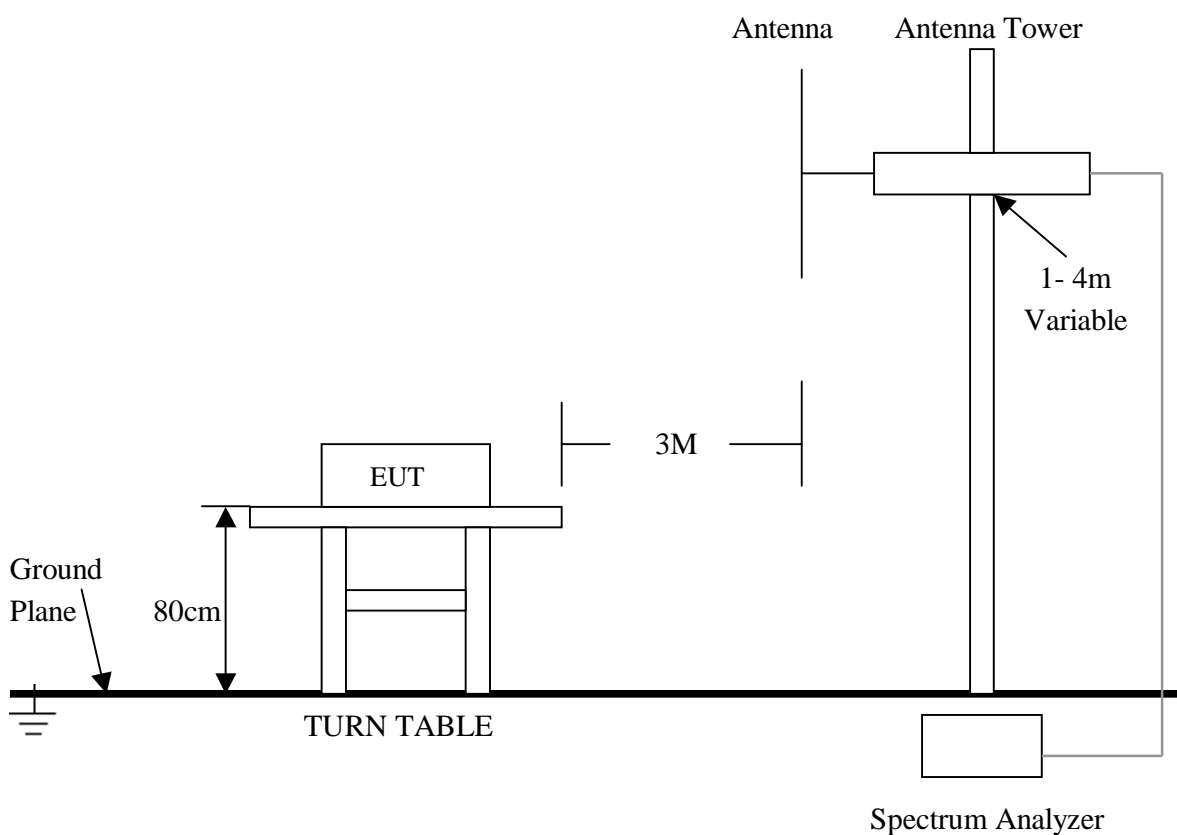 Antenna
Antenna Tower
1- 4m
Variable
3M
EUT
Ground
Plane
80cm
TURN TABLE
Spectrum Analyzer